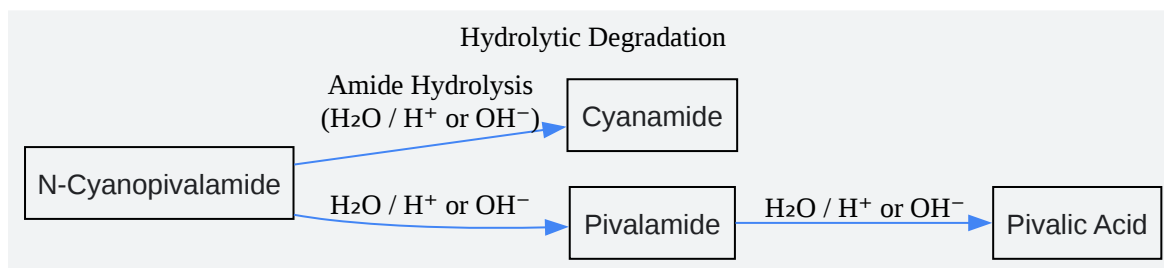 Hydrolytic Degradation
Amide Hydrolysis
(H₂O / H⁺ or OH⁻)
Cyanamide
N-Cyanopivalamide
H₂O / H⁺ or OH⁻
Pivalamide
H₂O / H⁺ or OH⁻
Pivalic Acid